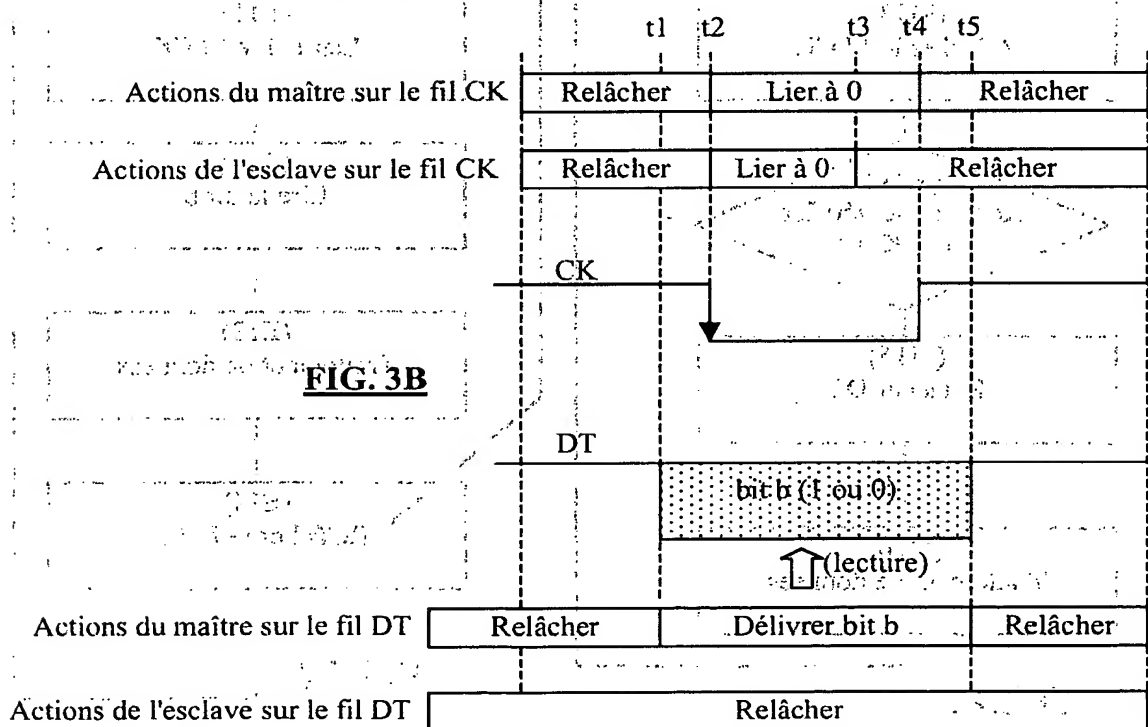 t1 t2 t3 t4 t5
Actions du maître sur le fil CK Relâcher Lier à 0 Relâcher
Actions de l'esclave sur le fil CK Relâcher Lier à 0 Relâcher
CK
FIG. 3B
DT
bit b (1 ou 0)
(lecture)
Actions du maître sur le fil DT Relâcher Délivrer bit b Relâcher
Actions de l'esclave sur le fil DT Relâcher